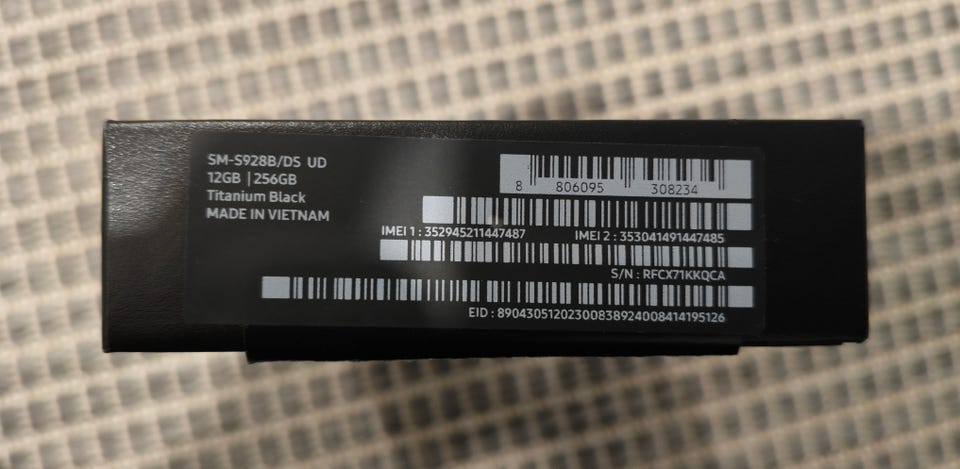 SM-S928B/DS UD
12GB | 256GB
Titanium Black
MADE IN VIETNAM
8 806095 308234
IMEI 1 : 352945211447487 IMEI 2 : 353041491447485
S/N : RFCX71KKQCA
EID : 89043051202300838924008414195126